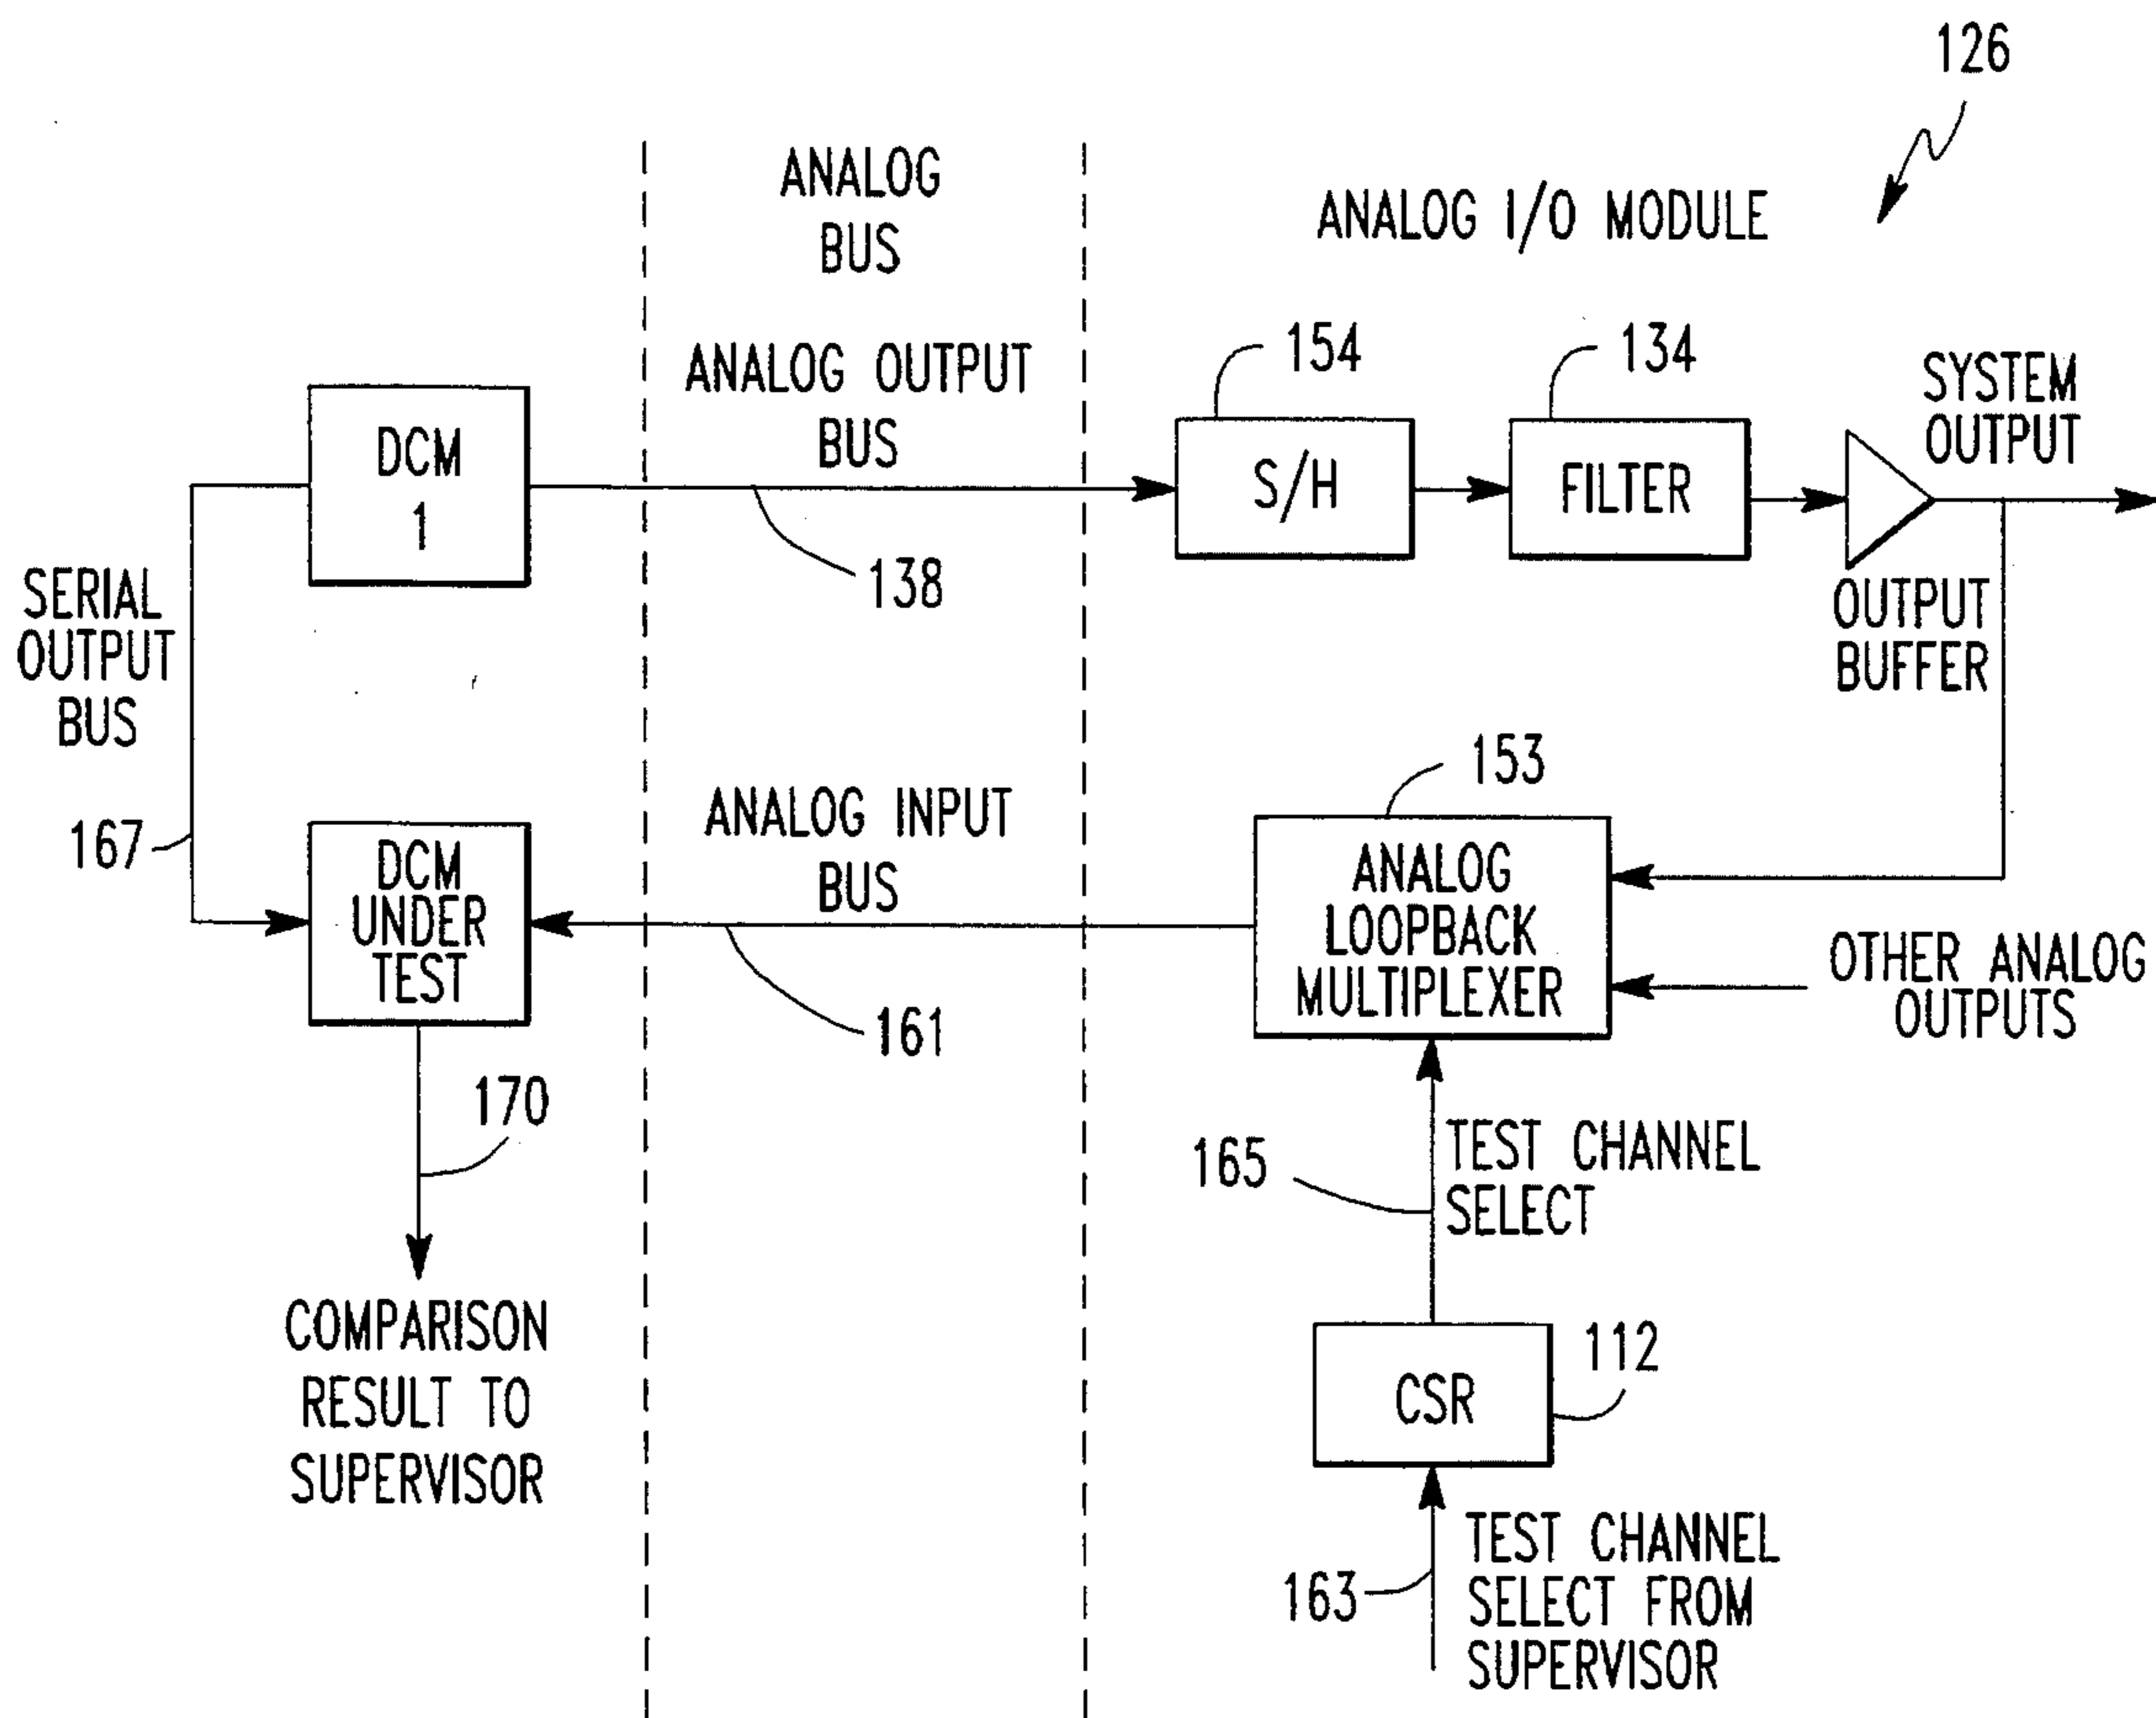 126
ANALOG
BUS
ANALOG I/O MODULE
ANALOG OUTPUT
BUS
154
134
SYSTEM
OUTPUT
DCM
1
S/H
FILTER
138
OUTPUT
BUFFER
SERIAL
OUTPUT
BUS
167
153
ANALOG INPUT
BUS
DCM
UNDER
TEST
ANALOG
LOOPBACK
MULTIPLEXER
OTHER ANALOG
OUTPUTS
161
170
165
TEST CHANNEL
SELECT
COMPARISON
RESULT TO
SUPERVISOR
CSR
112
163
TEST CHANNEL
SELECT FROM
SUPERVISOR